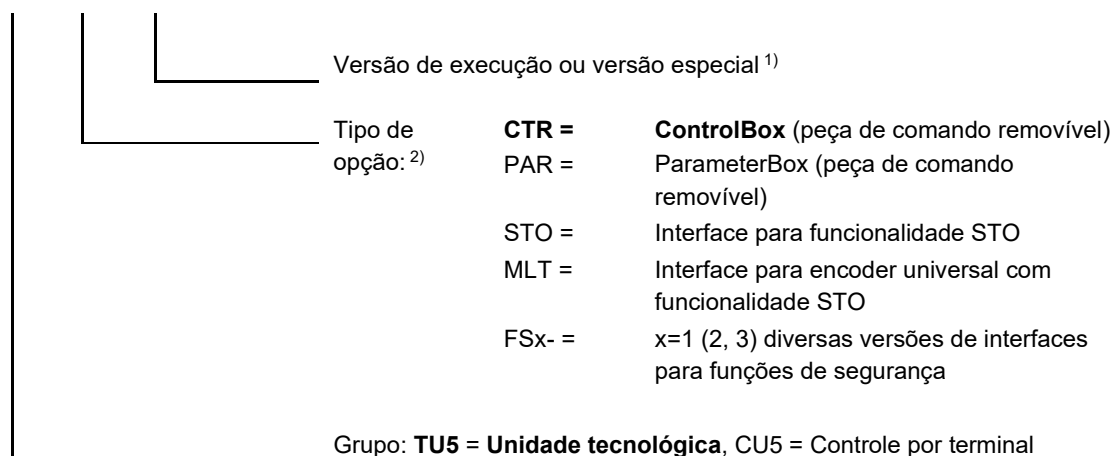 Versão de execução ou versão especial 1)
Tipo de opção: 2)
CTR = ControlBox (peça de comando removível)
PAR = ParameterBox (peça de comando
removível)
STO = Interface para funcionalidade STO
MLT = Interface para encoder universal com
funcionalidade STO
FSx- = x=1 (2, 3) diversas versões de interfaces
para funções de segurança
Grupo: TU5 = Unidade tecnológica, CU5 = Controle por terminal